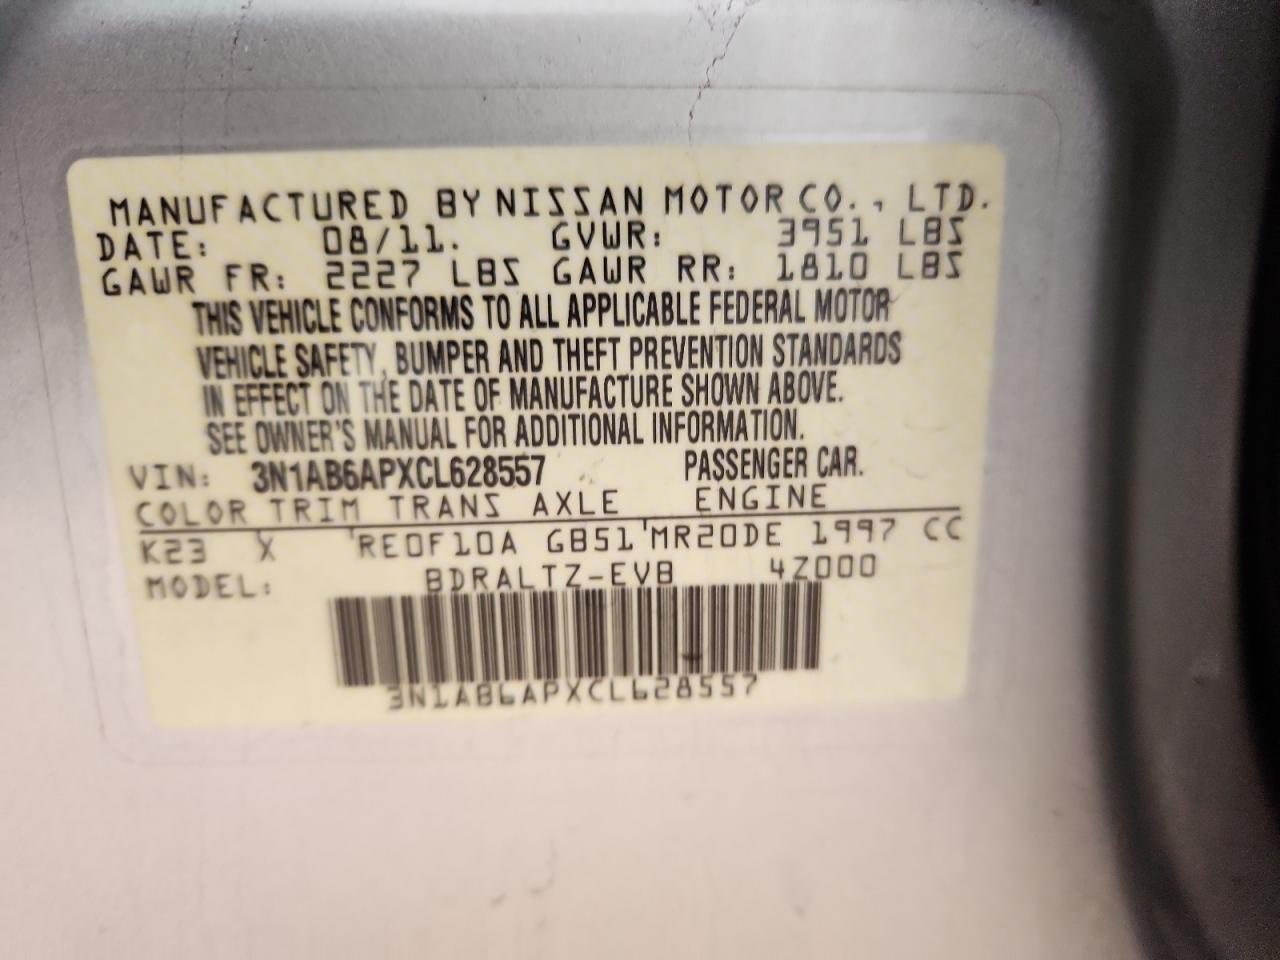 MANUFACTURED BY NISSAN MOTOR CO., LTD.
DATE: 08/11. GVWR: 3951 LBS
GAWR FR: 2227 LBS GAWR RR: 1810 LBS
THIS VEHICLE CONFORMS TO ALL APPLICABLE FEDERAL MOTOR
VEHICLE SAFETY, BUMPER AND THEFT PREVENTION STANDARDS
IN EFFECT ON THE DATE OF MANUFACTURE SHOWN ABOVE.
SEE OWNER'S MANUAL FOR ADDITIONAL INFORMATION.
VIN: 3N1AB6APXCL628557 PASSENGER CAR.
COLOR TRIM TRANS AXLE ENGINE
K23 X RE0F10A GB51 MR20DE 1997 CC
MODEL: BDRALTZ-EVB 4Z000
3N1AB6APXCL628557